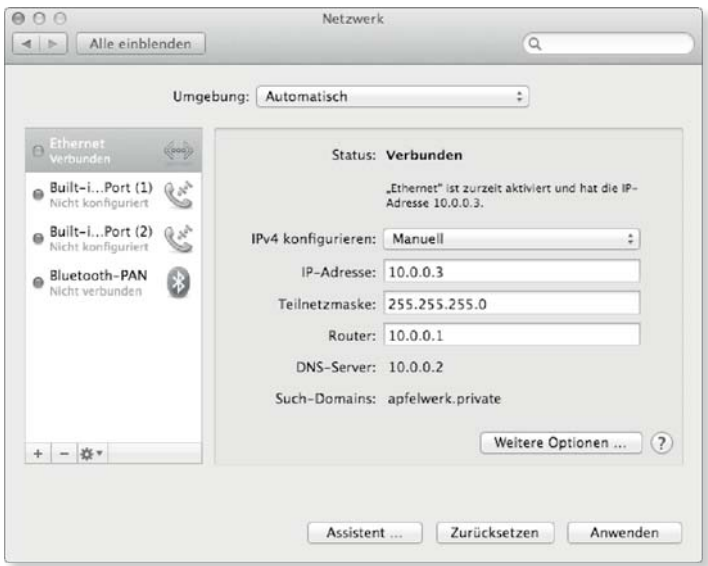 Netzwerk
Alle einblenden
Umgebung: Automatisch
Ethernet
Verbunden
Built-i...Port (1)
Nicht konfiguriert
Built-i...Port (2)
Nicht konfiguriert
Bluetooth-PAN
Nicht verbunden
Status: Verbunden
„Ethernet" ist zurzeit aktiviert und hat die IP-
Adresse 10.0.0.3.
IPv4 konfigurieren: Manuell
IP-Adresse: 10.0.0.3
Teilnetzmaske: 255.255.255.0
Router: 10.0.0.1
DNS-Server: 10.0.0.2
Such-Domains: apfelwerk.private
Weitere Optionen ... ?
+ −
Assistent ... Zurücksetzen Anwenden